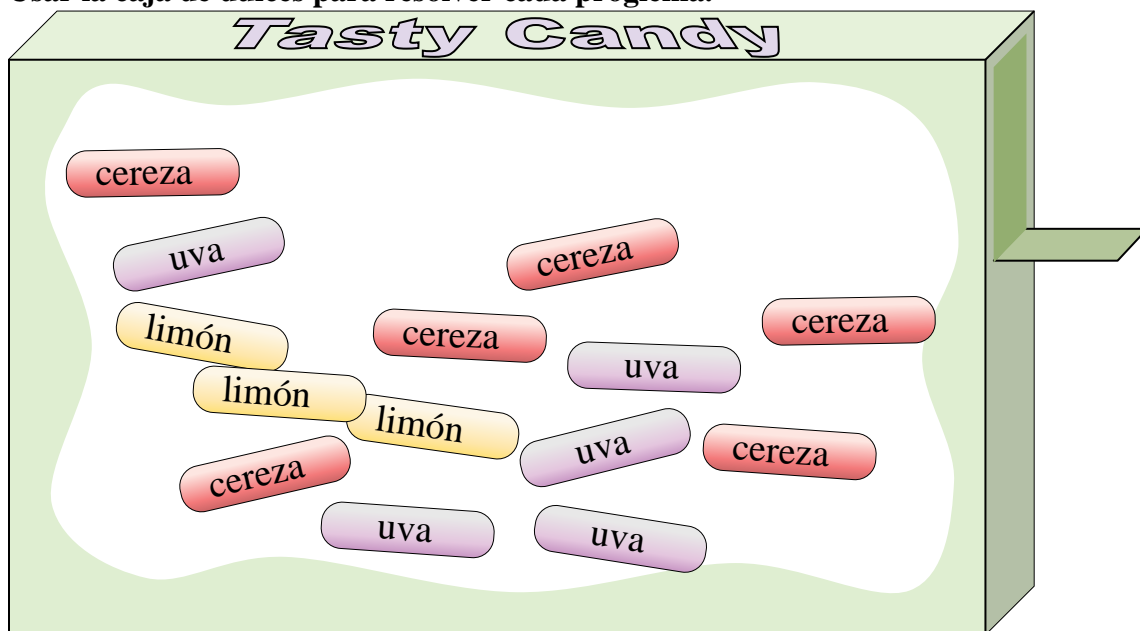 Usar la caja de dulces para resolver cada problema.
Tasty Candy
cereza
uva
cereza
limón
cereza
cereza
uva
limón
limón
uva
cereza
cereza
uva
uva